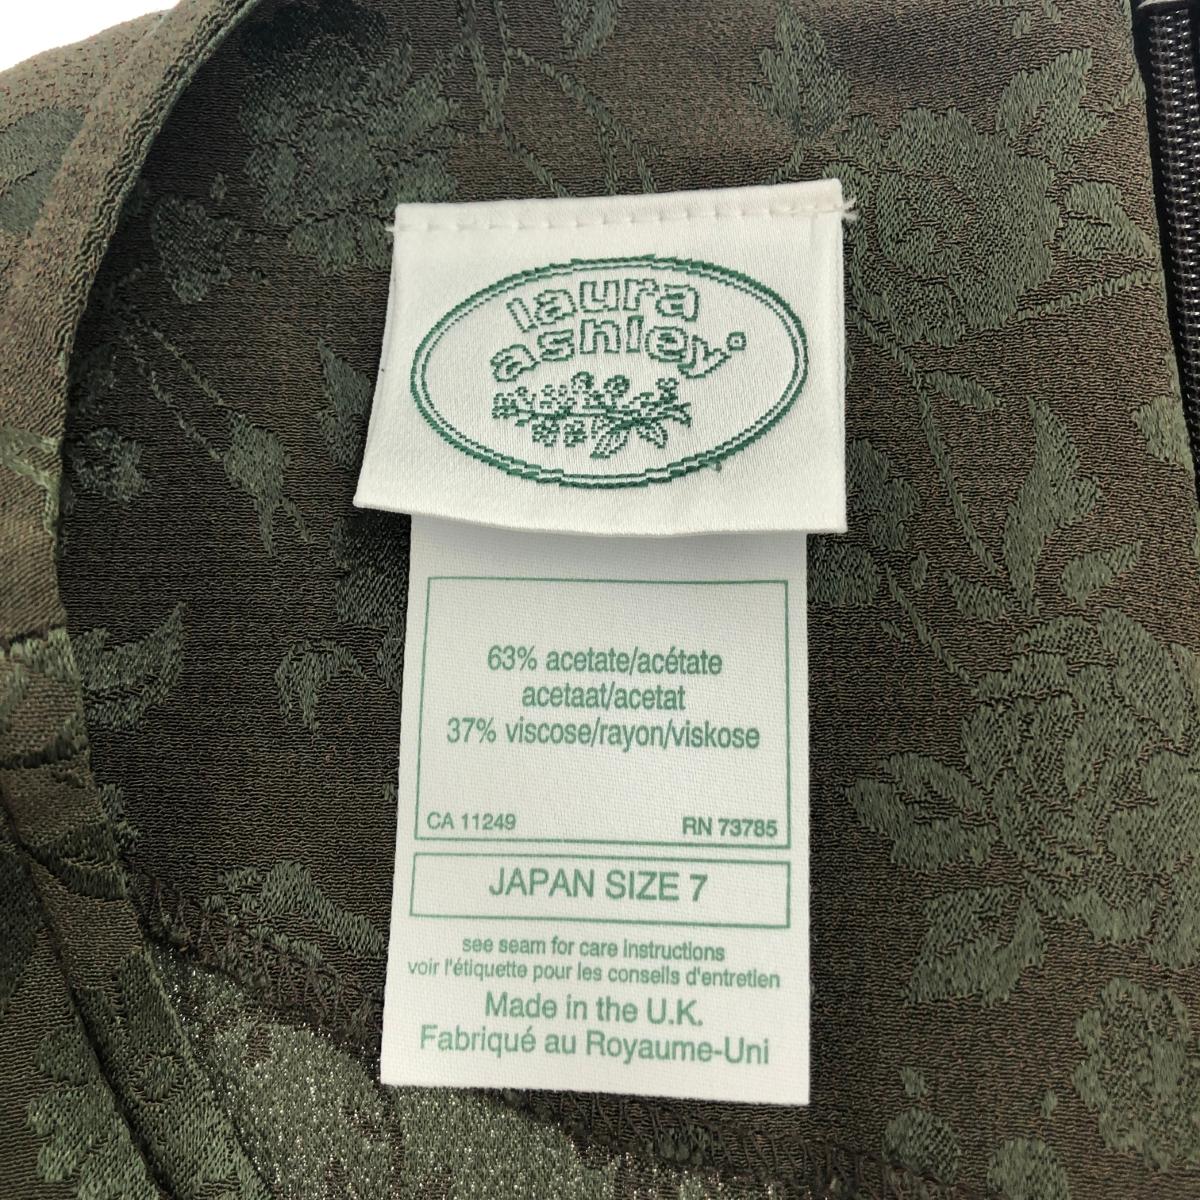 laura
ashley®
63% acetate/acétate
acetaat/acetat
37% viscose/rayon/viskose
CA 11249 RN 73785
JAPAN SIZE 7
see seam for care instructions
voir l'étiquette pour les conseils d'entretien
Made in the U.K.
Fabriqué au Royaume-Uni